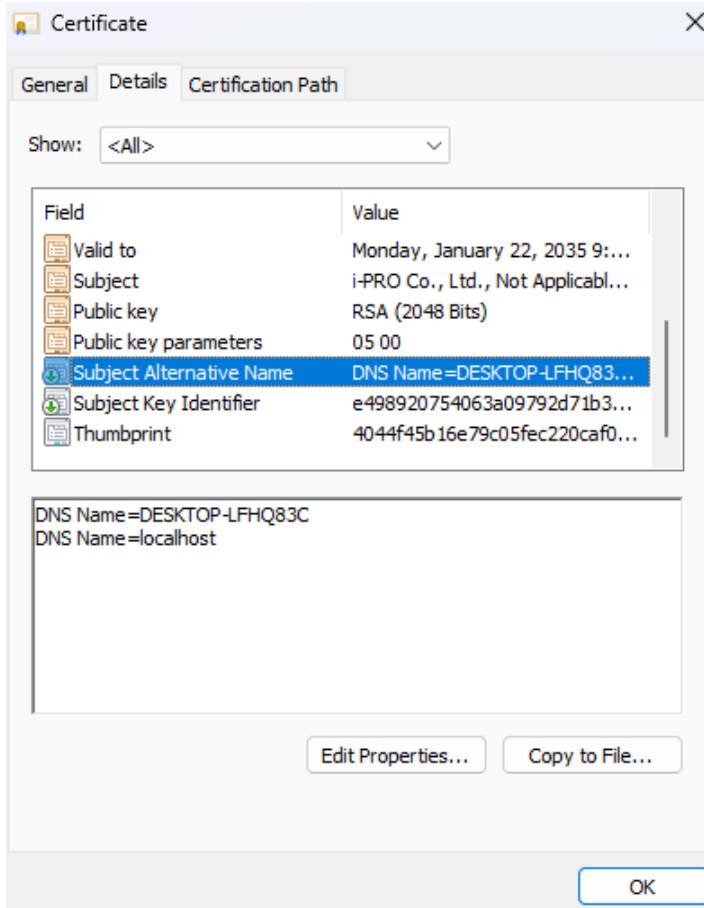 Certificate
General Details Certification Path
Show: <All>
Field Value
Valid to Monday, January 22, 2035 9:...
Subject i-PRO Co., Ltd., Not Applicabl...
Public key RSA (2048 Bits)
Public key parameters 05 00
Subject Alternative Name DNS Name=DESKTOP-LFHQ83...
Subject Key Identifier e498920754063a09792d71b3...
Thumbprint 4044f45b16e79c05fec220caf0...
DNS Name=DESKTOP-LFHQ83C
DNS Name=localhost
Edit Properties... Copy to File...
OK